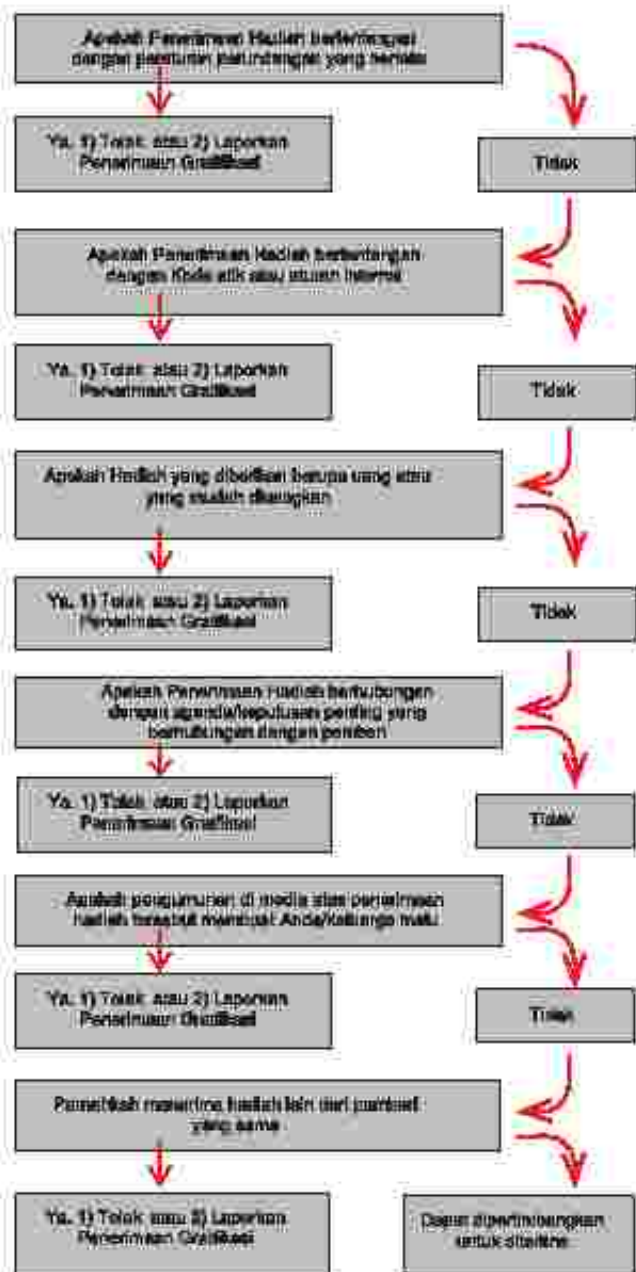 Apakah Penerimaan Hadiah bertentangan
dengan peraturan perundangan yang
Ya. 1) Tolak atau 2) Laporkan
Penerimaan Gratifikasi
Tidak
Apakah Penerimaan Hadiah bertentangan
dengan Kode etik atau aturan internal
Ya. 1) Tolak atau 2) Laporkan
Penerimaan Gratifikasi
Tidak
Apakah Hadiah yang diberikan berupa uang atau
yang mudah diuangkan
Ya. 1) Tolak atau 2) Laporkan
Penerimaan Gratifikasi
Tidak
Apakah Penerimaan Hadiah berhubungan
dengan agenda/keputusan penting yang
berhubungan dengan pemberi
Ya. 1) Tolak atau 2) Laporkan
Penerimaan Gratifikasi
Tidak
Apakah pengumuman di media atas penerimaan
hadiah tersebut membuat Anda/keluarga malu
Ya. 1) Tolak atau 2) Laporkan
Penerimaan Gratifikasi
Tidak
Pernahkah menerima hadiah lain dari pemberi
yang sama
Ya. 1) Tolak atau 2) Laporkan
Penerimaan Gratifikasi
Dapat dipertimbangkan
untuk diterima